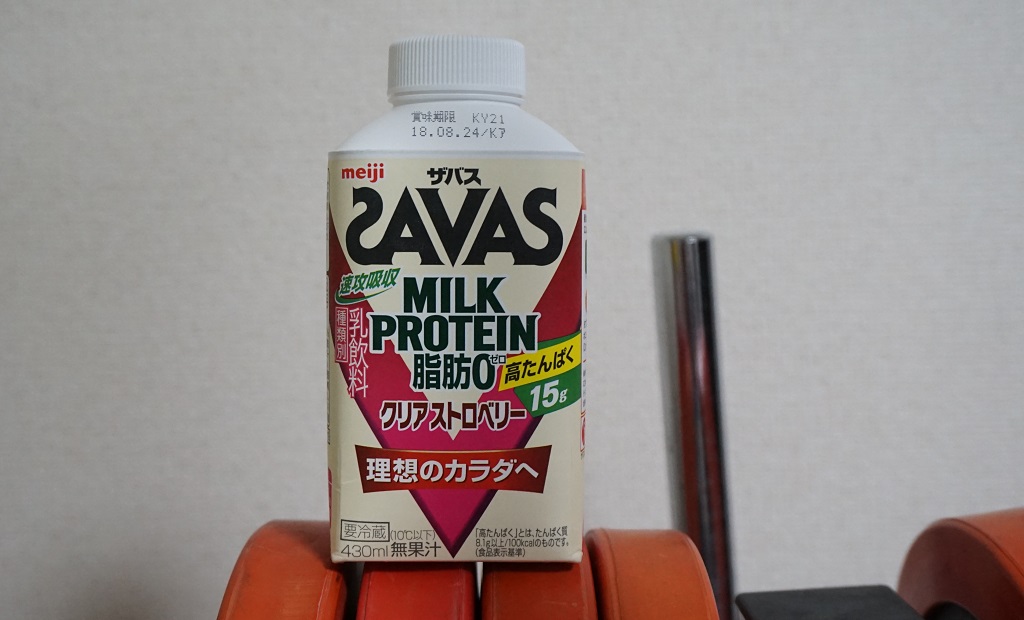 賞味期限 KY21
18.08.24/Kア
meiji
ザバス
SAVAS
速攻吸収
MILK
PROTEIN
種類別
乳飲料
脂肪0
ゼロ
高たんぱく
15g
クリアストロベリー
理想のカラダへ
要冷蔵 (10℃以下)
430ml 無果汁
「高たんぱく」とは、たんぱく質
8.1g以上/100kcalのものです。
(食品表示基準)